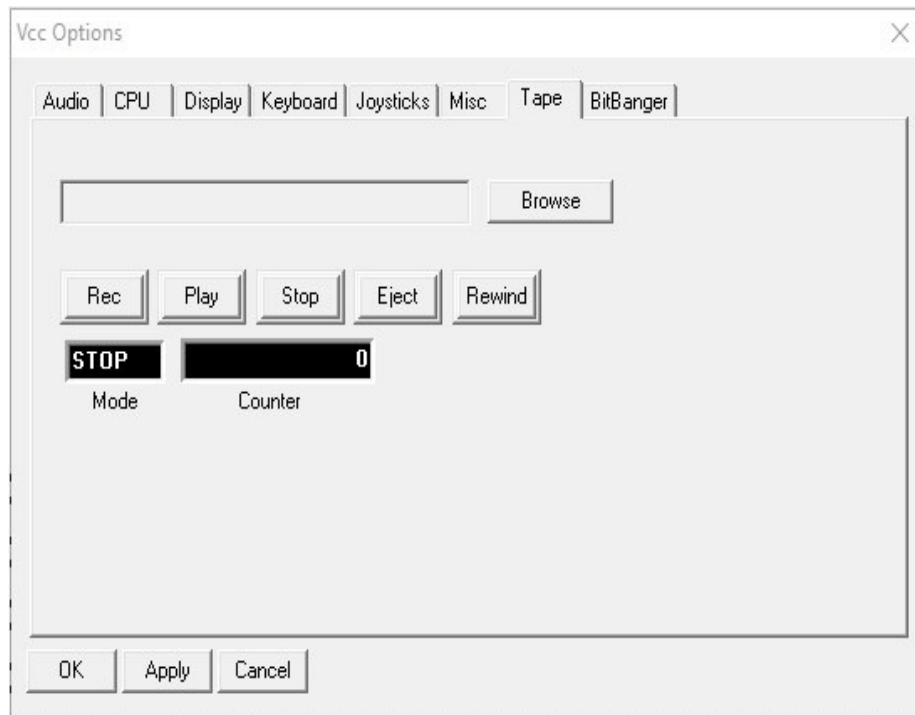 Vcc Options
Audio CPU Display Keyboard Joysticks Misc Tape BitBanger
Browse
Rec Play Stop Eject Rewind
STOP 0
Mode Counter
OK Apply Cancel